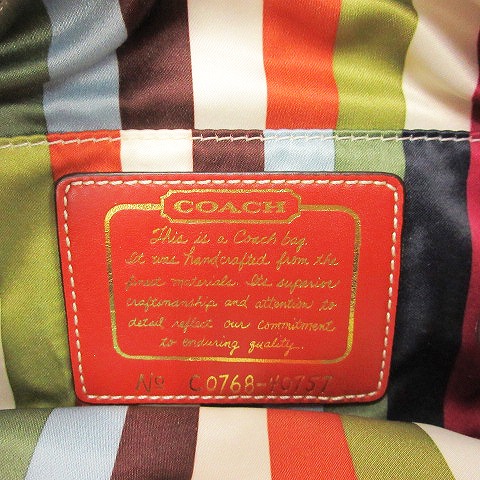 COACH
This is a Coach bag.
It was handcrafted from the
finest materials. Its superior
craftsmanship and attention to
detail reflect our commitment
to enduring quality.
No C0768-10757